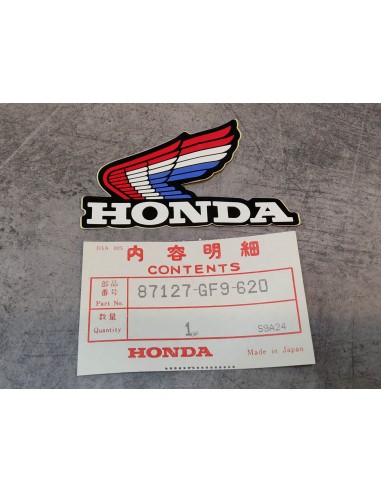 HONDA
内容明細
CONTENTS
部品
番号
Part No.
87127-GF9-620
数量
Quantity
1
S9A24
HONDA
Made in Japan